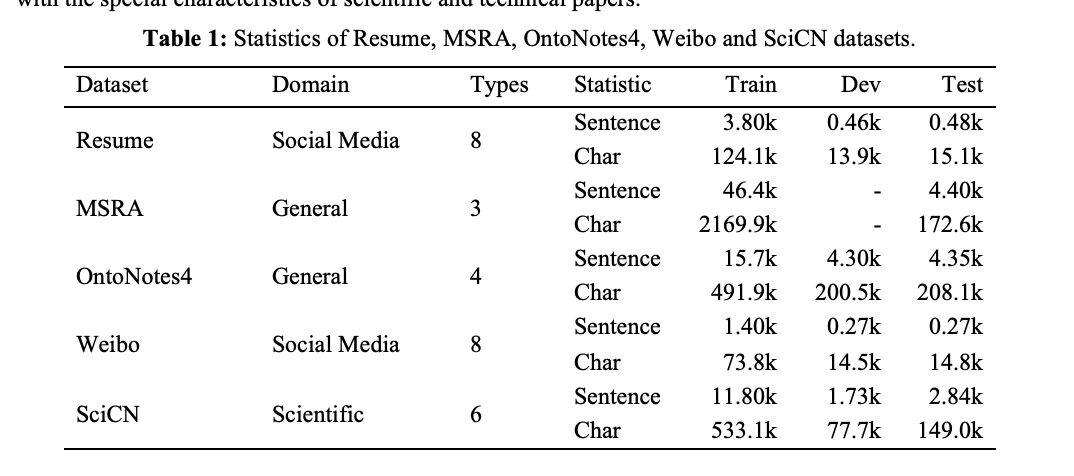 with the special characteristics of scientific and technical papers.
Table 1: Statistics of Resume, MSRA, OntoNotes4, Weibo and SciCN datasets.
Dataset Domain Types Statistic Train Dev Test
Resume Social Media 8 Sentence 3.80k 0.46k 0.48k
Char 124.1k 13.9k 15.1k
MSRA General 3 Sentence 46.4k - 4.40k
Char 2169.9k - 172.6k
OntoNotes4 General 4 Sentence 15.7k 4.30k 4.35k
Char 491.9k 200.5k 208.1k
Weibo Social Media 8 Sentence 1.40k 0.27k 0.27k
Char 73.8k 14.5k 14.8k
SciCN Scientific 6 Sentence 11.80k 1.73k 2.84k
Char 533.1k 77.7k 149.0k